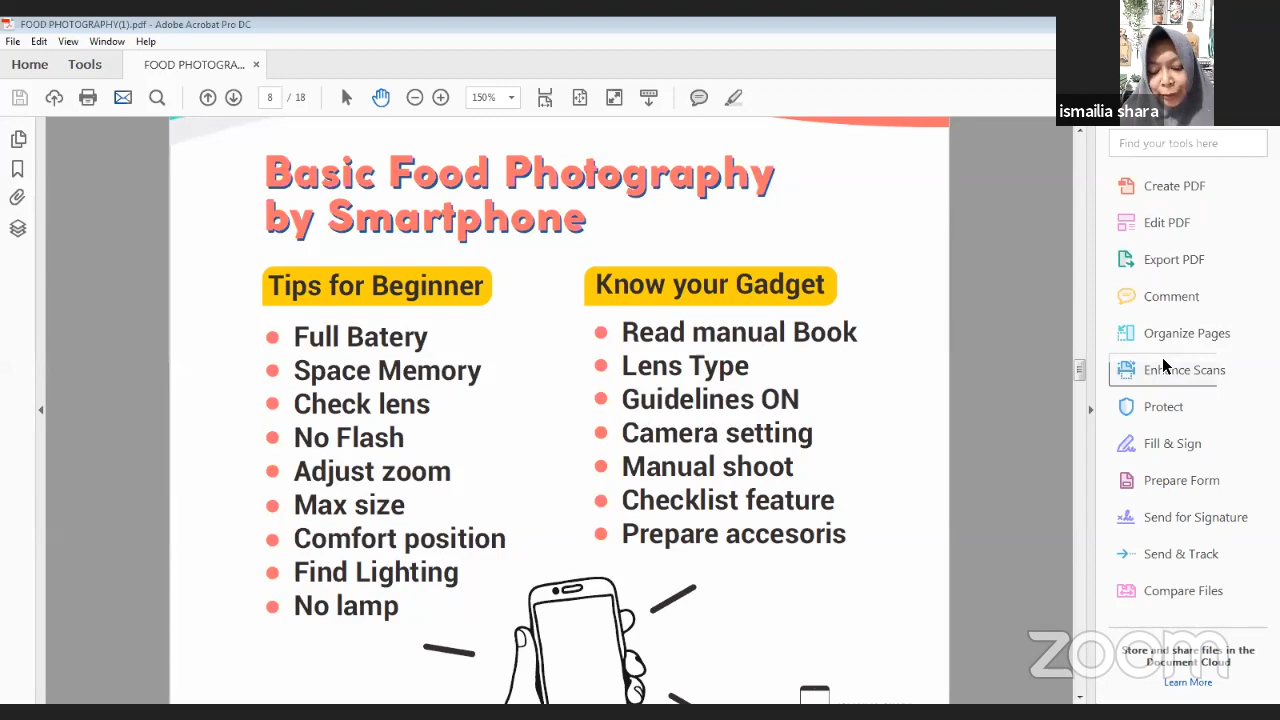 FOOD PHOTOGRAPHY(1).pdf - Adobe Acrobat Pro DC
File Edit View Window Help
Home Tools FOOD PHOTOGRA... ×
8 / 18 150%
ismailia shara
Basic Food Photography
by Smartphone
Tips for Beginner
Full Batery
Space Memory
Check lens
No Flash
Adjust zoom
Max size
Comfort position
Find Lighting
No lamp
Know your Gadget
Read manual Book
Lens Type
Guidelines ON
Camera setting
Manual shoot
Checklist feature
Prepare accesoris
Find your tools here
Create PDF
Edit PDF
Export PDF
Comment
Organize Pages
Enhance Scans
Protect
Fill & Sign
Prepare Form
Send for Signature
Send & Track
Compare Files
Store and share files in the
Document Cloud
Learn More
zoom